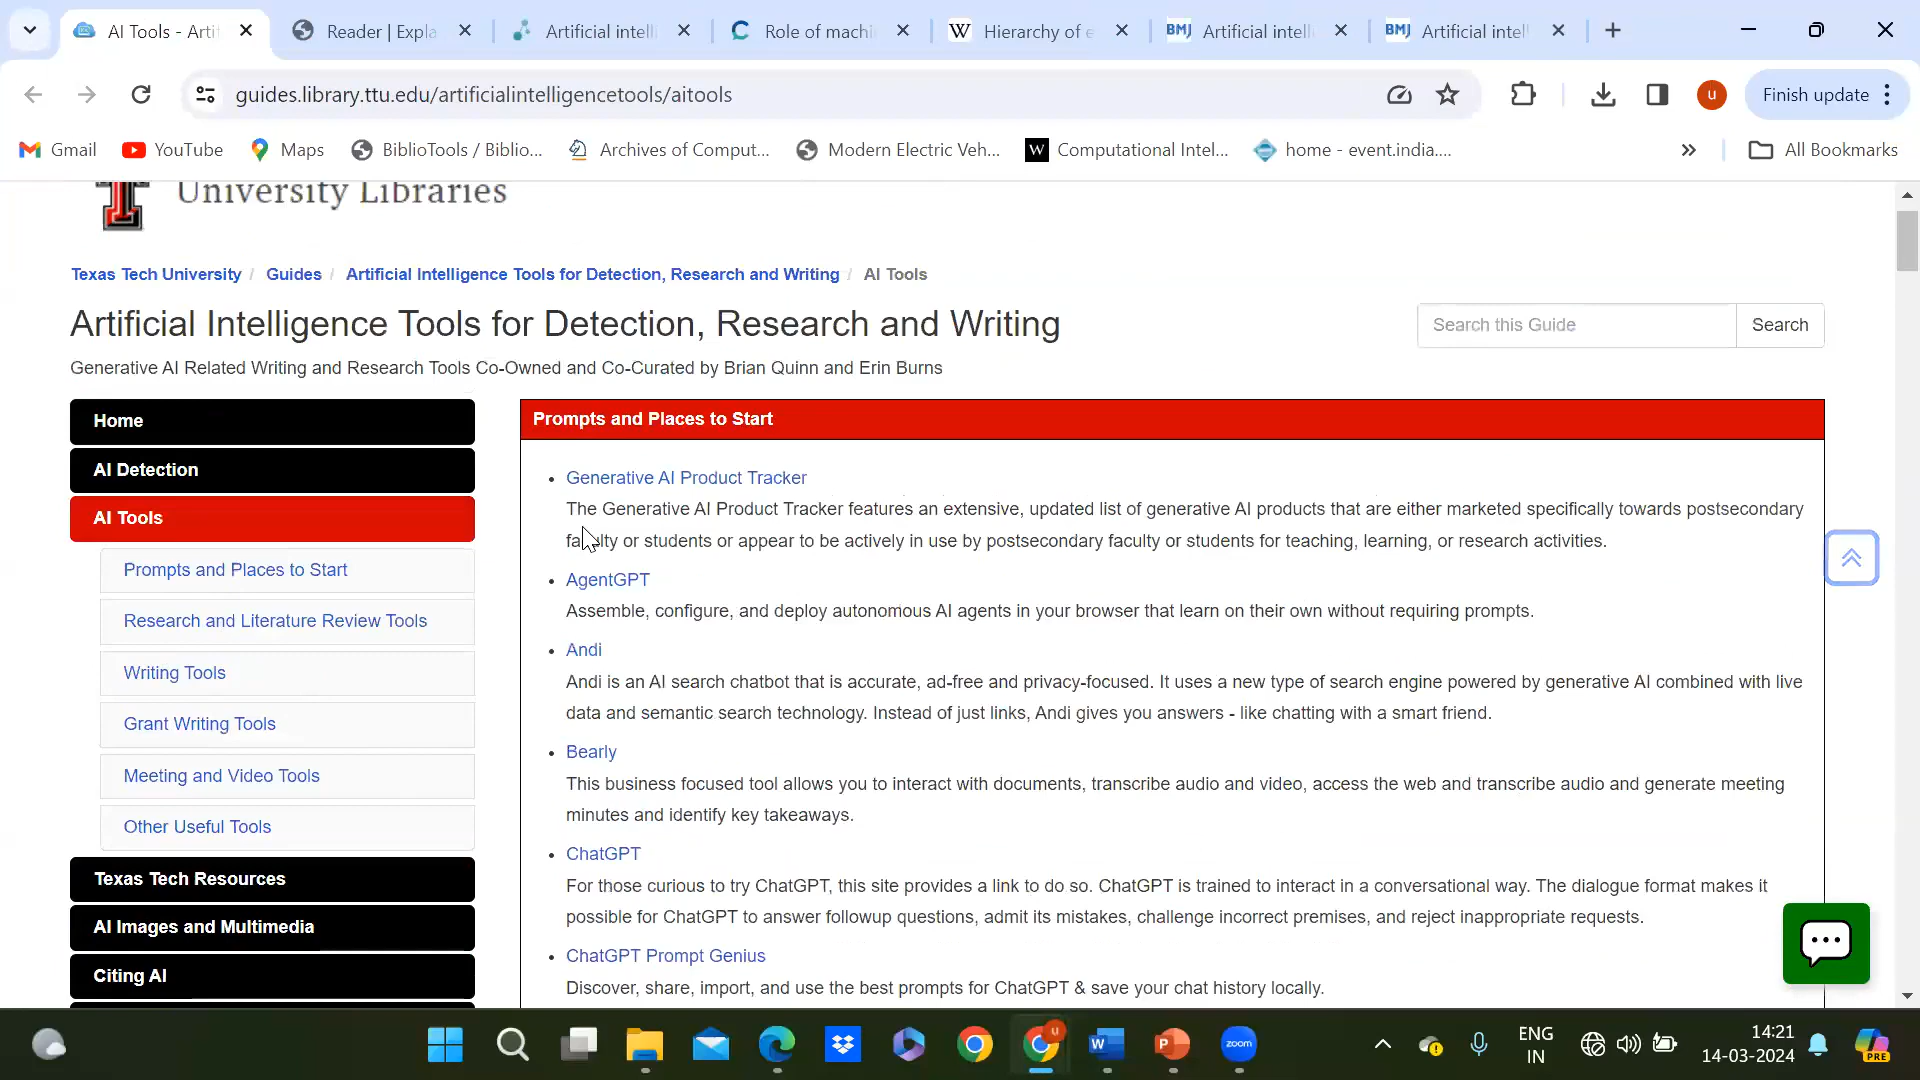 AI Tools - Arti
Reader | Expla
Artificial intell
Role of machi
W Hierarchy of e
BMJ Artificial intell
BMJ Artificial intel
guides.library.ttu.edu/artificialintelligencetools/aitools
u
Finish update
Gmail
YouTube
Maps
BiblioTools / Biblio...
Archives of Comput...
Modern Electric Veh...
W Computational Intel...
home - event.india....
»
All Bookmarks
University Libraries
Texas Tech University / Guides / Artificial Intelligence Tools for Detection, Research and Writing / AI Tools
Artificial Intelligence Tools for Detection, Research and Writing
Search this Guide
Search
Generative AI Related Writing and Research Tools Co-Owned and Co-Curated by Brian Quinn and Erin Burns
Home
AI Detection
AI Tools
Prompts and Places to Start
Research and Literature Review Tools
Writing Tools
Grant Writing Tools
Meeting and Video Tools
Other Useful Tools
Texas Tech Resources
AI Images and Multimedia
Citing AI
Prompts and Places to Start
• Generative AI Product Tracker
The Generative AI Product Tracker features an extensive, updated list of generative AI products that are either marketed specifically towards postsecondary
faculty or students or appear to be actively in use by postsecondary faculty or students for teaching, learning, or research activities.
• AgentGPT
Assemble, configure, and deploy autonomous AI agents in your browser that learn on their own without requiring prompts.
• Andi
Andi is an AI search chatbot that is accurate, ad-free and privacy-focused. It uses a new type of search engine powered by generative AI combined with live
data and semantic search technology. Instead of just links, Andi gives you answers - like chatting with a smart friend.
• Bearly
This business focused tool allows you to interact with documents, transcribe audio and video, access the web and transcribe audio and generate meeting
minutes and identify key takeaways.
• ChatGPT
For those curious to try ChatGPT, this site provides a link to do so. ChatGPT is trained to interact in a conversational way. The dialogue format makes it
possible for ChatGPT to answer followup questions, admit its mistakes, challenge incorrect premises, and reject inappropriate requests.
• ChatGPT Prompt Genius
Discover, share, import, and use the best prompts for ChatGPT & save your chat history locally.
u
W
P
zoom
ENG
IN
14:21
14-03-2024
PRE